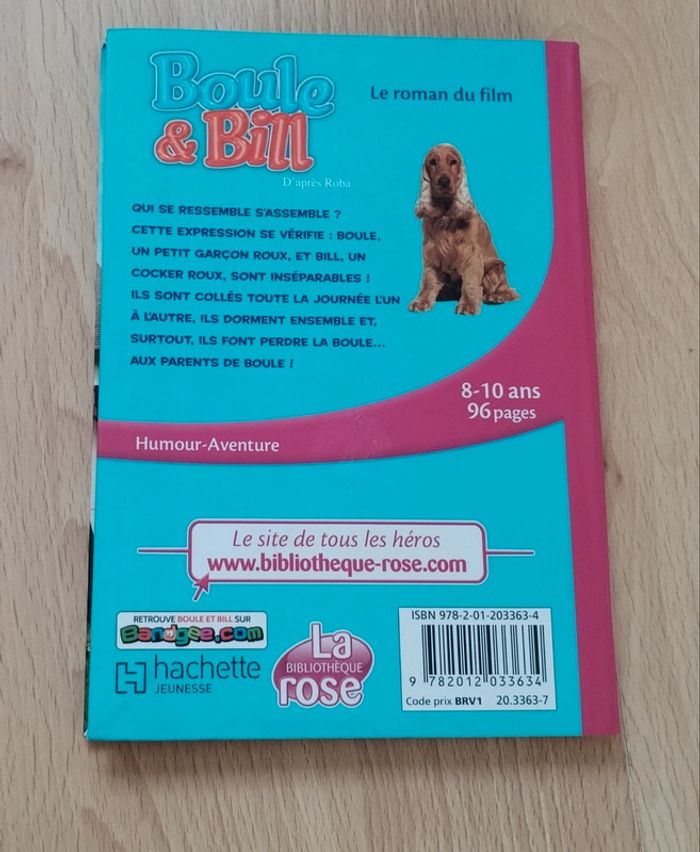 Boule
& Bill
Le roman du film
D'après Roba
QUI SE RESSEMBLE S'ASSEMBLE ?
CETTE EXPRESSION SE VÉRIFIE : BOULE,
UN PETIT GARÇON ROUX, ET BILL, UN
COCKER ROUX, SONT INSÉPARABLES !
ILS SONT COLLÉS TOUTE LA JOURNÉE L'UN
À L'AUTRE, ILS DORMENT ENSEMBLE ET,
SURTOUT, ILS FONT PERDRE LA BOULE...
AUX PARENTS DE BOULE !
8-10 ans
96 pages
Humour-Aventure
Le site de tous les héros
www.bibliotheque-rose.com
RETROUVE BOULE ET BILL SUR
Bandgee.com
hachette
JEUNESSE
La
BIBLIOTHÈQUE
rose
ISBN 978-2-01-203363-4
9 782012 033634
Code prix BRV1 20.3363-7